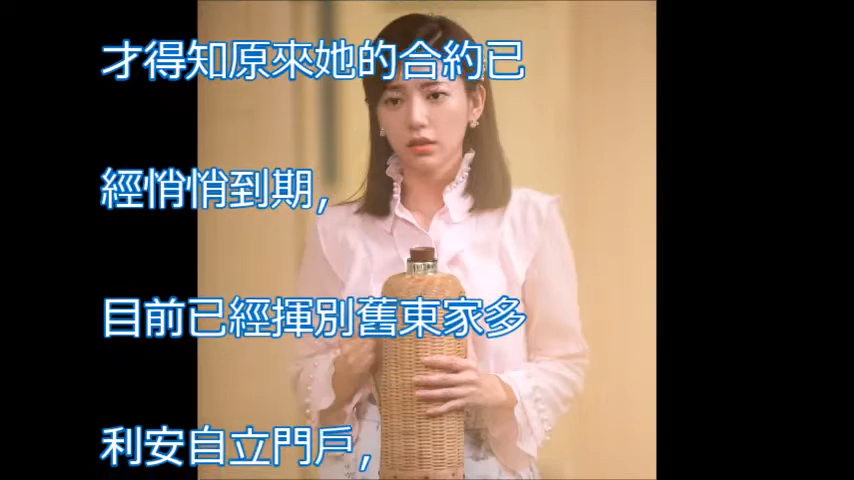 才得知原來她的合約已
經悄悄到期，
目前已經揮別舊東家多
利安自立門戶，